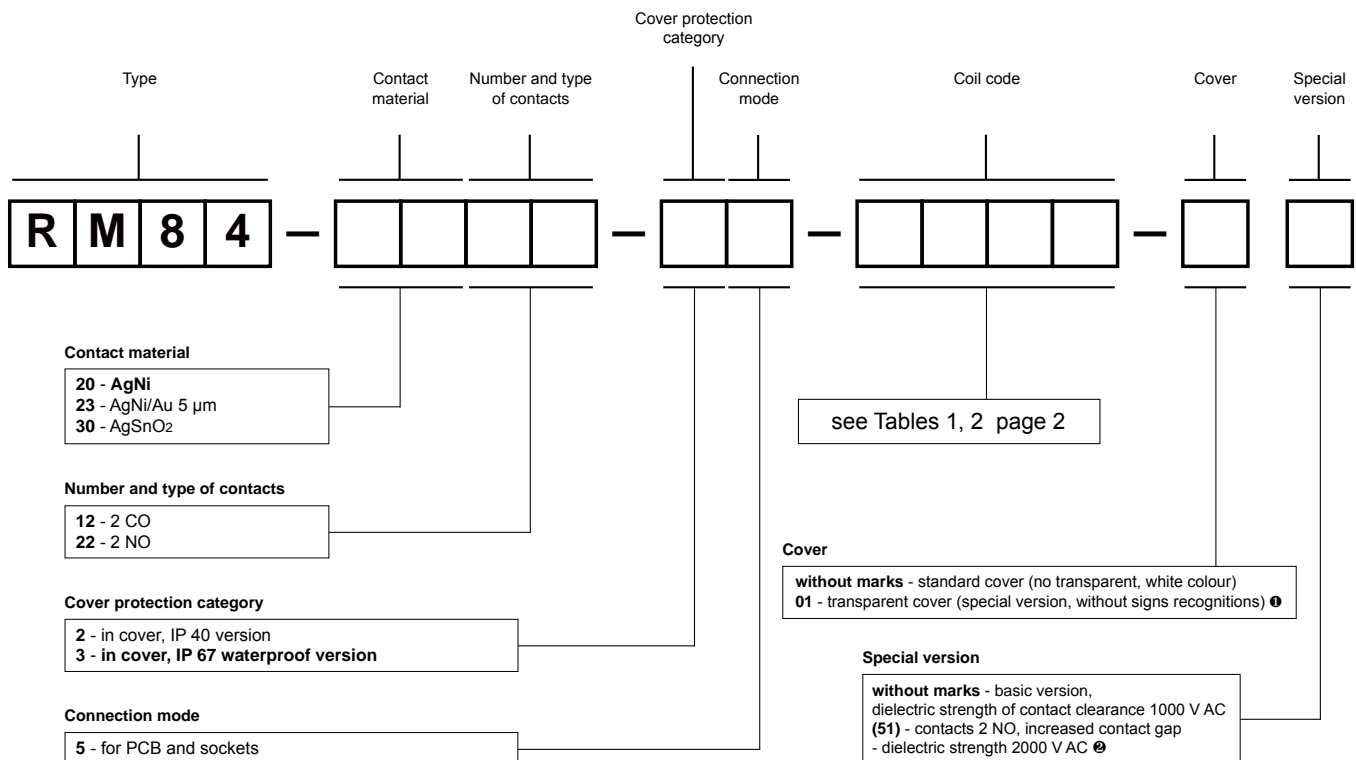 Cover protection
category
Type
Contact
material
Number and type
of contacts
Connection
mode
Coil code
Cover
Special
version
R M 8 4 – – – –
Contact material
20 - AgNi
23 - AgNi/Au 5 µm
30 - AgSnO2
see Tables 1, 2 page 2
Number and type of contacts
12 - 2 CO
22 - 2 NO
Cover
without marks - standard cover (no transparent, white colour)
01 - transparent cover (special version, without signs recognitions) ❶
Cover protection category
2 - in cover, IP 40 version
3 - in cover, IP 67 waterproof version
Special version
without marks - basic version,
dielectric strength of contact clearance 1000 V AC
(51) - contacts 2 NO, increased contact gap
- dielectric strength 2000 V AC ❷
Connection mode
5 - for PCB and sockets